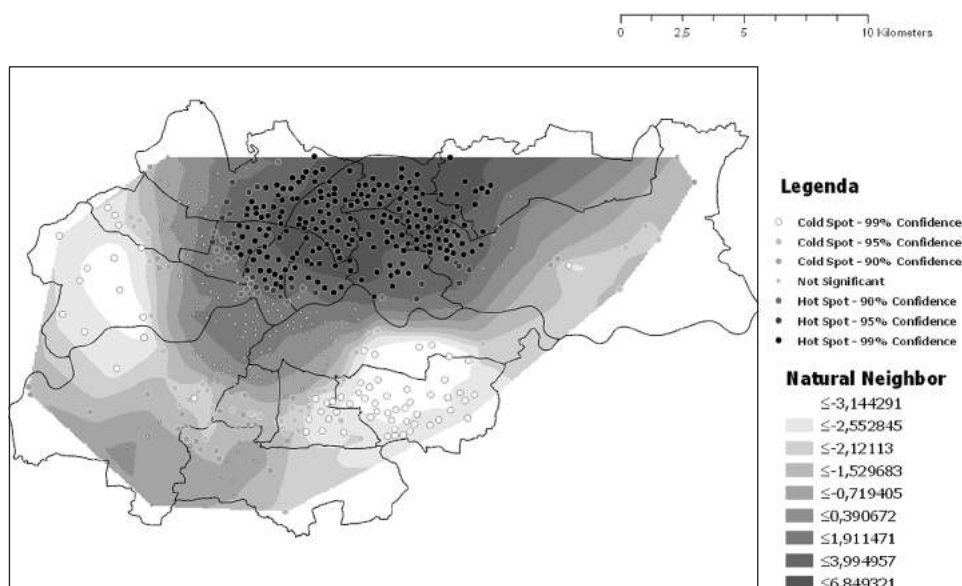 0 2,5 5 10 Kilometers
Legenda
Cold Spot - 99% Confidence
Cold Spot - 95% Confidence
Cold Spot - 90% Confidence
Not Significant
Hot Spot - 90% Confidence
Hot Spot - 95% Confidence
Hot Spot - 99% Confidence
Natural Neighbor
≤-3,144291
≤-2,552845
≤-2,12113
≤-1,529683
≤-0,719405
≤0,390672
≤1,911471
≤3,994957
≤6,849321